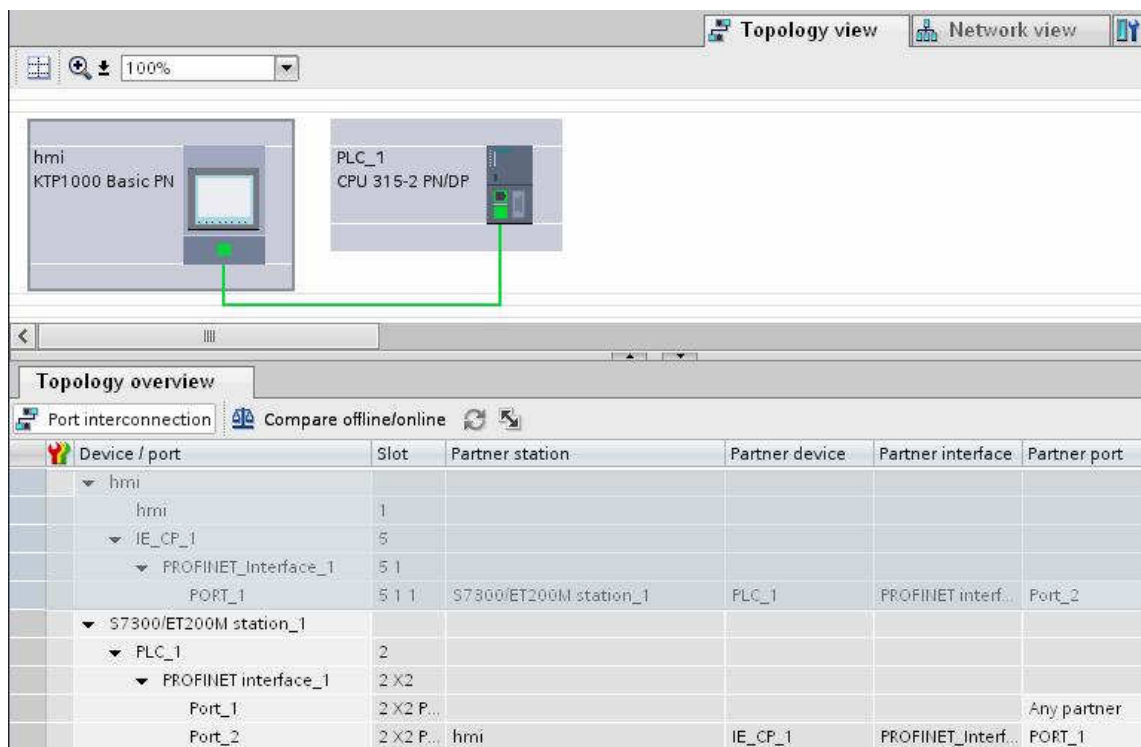 Topology view Network view
100%
hmi
KTP1000 Basic PN
PLC_1
CPU 315-2 PN/DP
Topology overview
Port interconnection Compare offline/online
Device / port Slot Partner station Partner device Partner interface Partner port
hmi
hmi 1
IE_CP_1 5
PROFINET_Interface_1 5 1
PORT_1 5 1 1 S7300/ET200M station_1 PLC_1 PROFINET interf... Port_2
S7300/ET200M station_1
PLC_1 2
PROFINET interface_1 2 X2
Port_1 2 X2 P... Any partner
Port_2 2 X2 P... hmi IE_CP_1 PROFINET_Interf... PORT_1